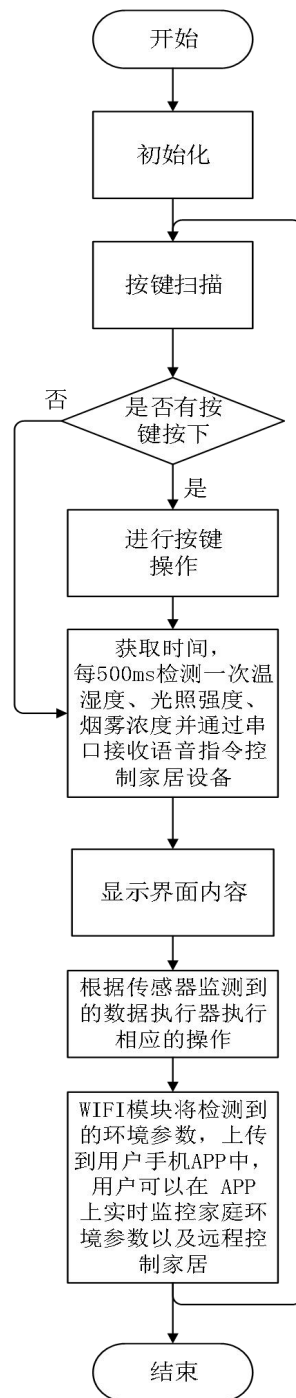 开始
初始化
按键扫描
是否有按
键按下
否
是
进行按键
操作
获取时间，
每500ms检测一次温
湿度、光照强度、
烟雾浓度并通过串
口接收语音指令控
制家居设备
显示界面内容
根据传感器监测到
的数据执行器执行
相应的操作
WIFI模块将检测到
的环境参数，上传
到用户手机APP中，
用户可以在 APP
上实时监控家庭环
境参数以及远程控
制家居
结束